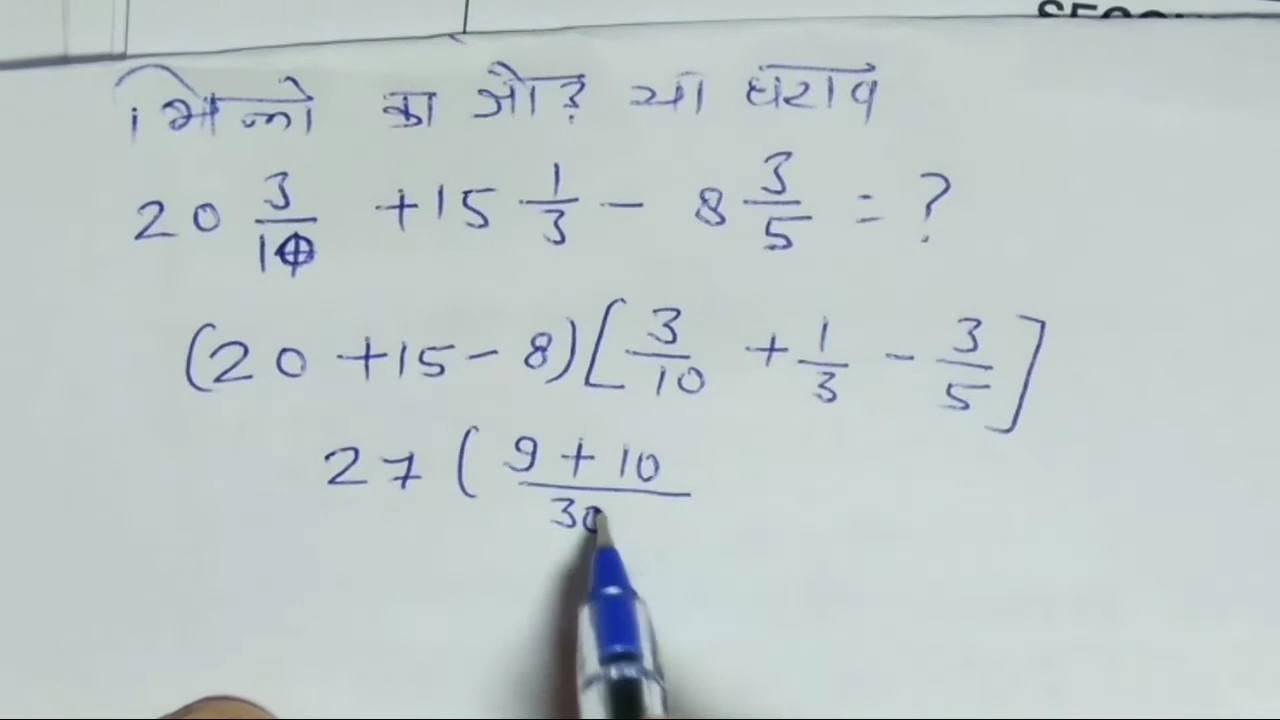 भिन्नो का जोड़ या घटाव
20 3/10 + 15 1/3 - 8 3/5 = ?
(20 + 15 - 8) [3/10 + 1/3 - 3/5]
27 ( 9 + 10 / 30